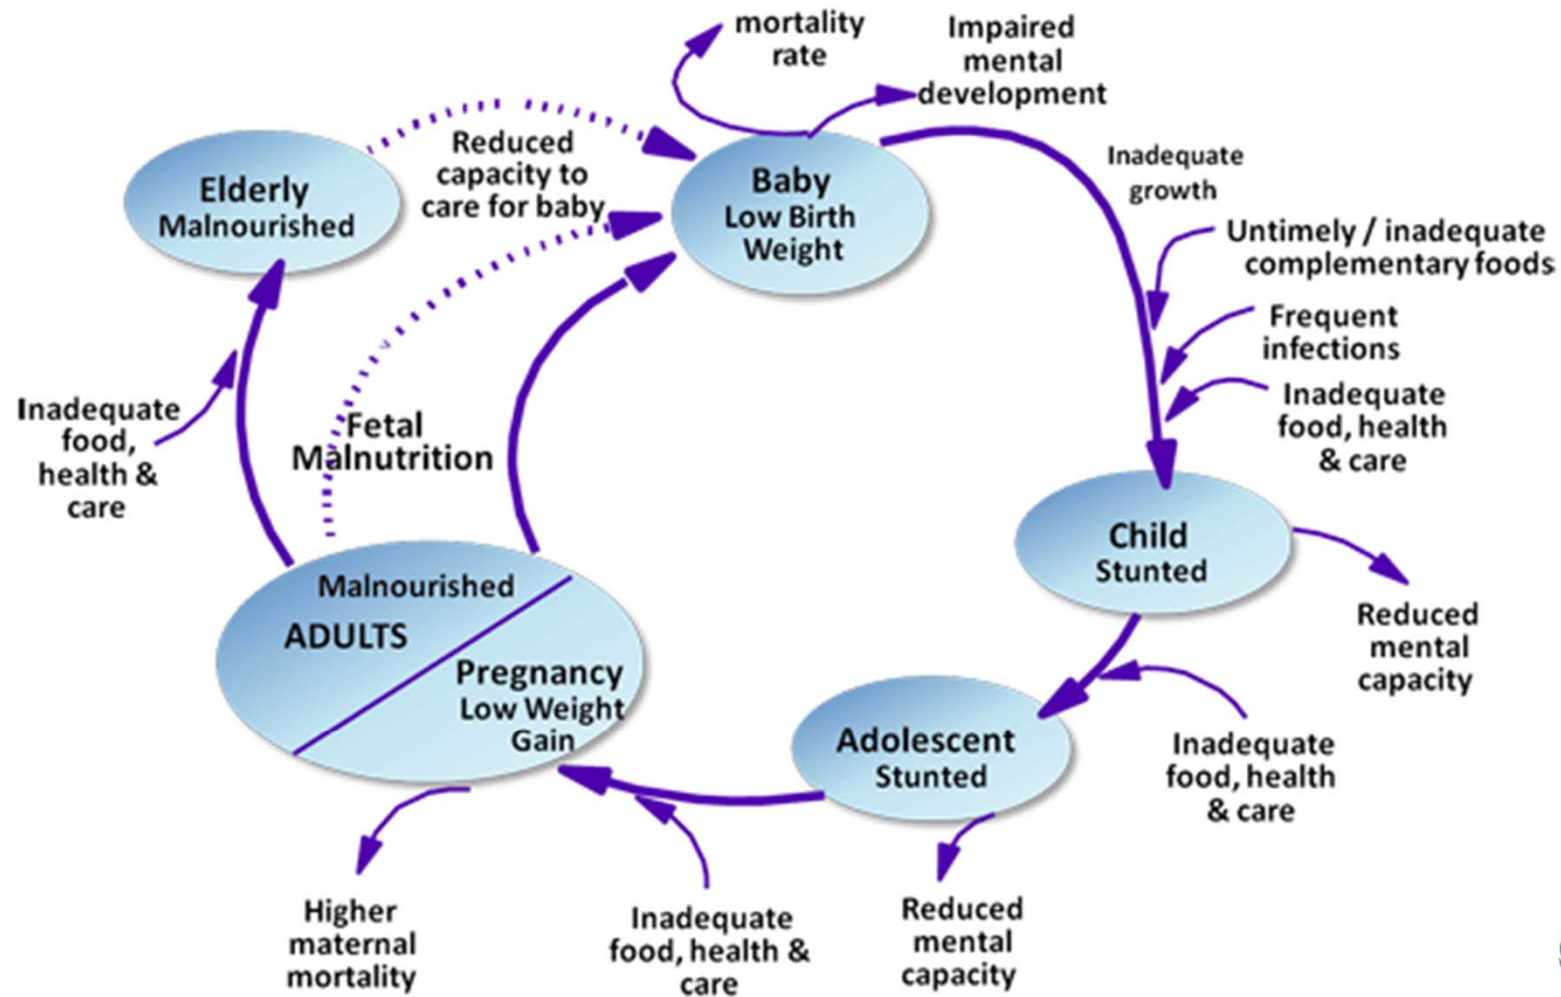 mortality
rate
Impaired
mental
development
Reduced
capacity to
care for baby
Elderly
Malnourished
Baby
Low Birth
Weight
Inadequate
growth
Untimely / inadequate
complementary foods
Frequent
infections
Inadequate
food, health
& care
Inadequate
food,
health &
care
Fetal
Malnutrition
Child
Stunted
Reduced
mental
capacity
Malnourished
ADULTS
Pregnancy
Low Weight
Gain
Adolescent
Stunted
Inadequate
food, health
& care
Higher
maternal
mortality
Inadequate
food, health &
care
Reduced
mental
capacity